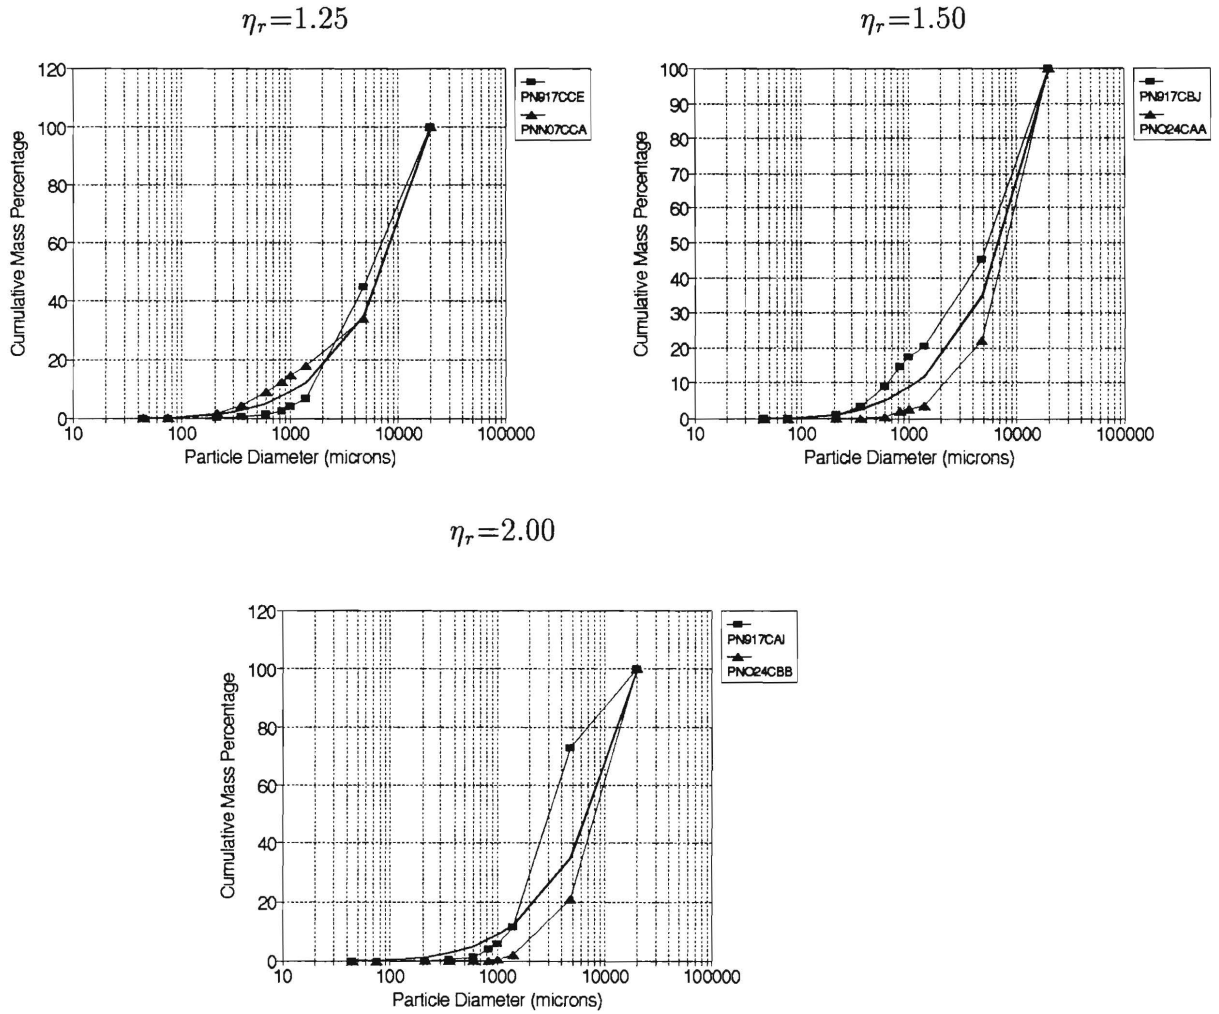 η_r=1.25
120
100
80
60
40
20
0
10
100
1000
10000
100000
Cumulative Mass Percentage
Particle Diameter (microns)
PN917CCE
PNN07CCA
η_r=1.50
100
90
80
70
60
50
40
30
20
10
0
10
100
1000
10000
100000
Cumulative Mass Percentage
Particle Diameter (microns)
PN917CBJ
PNO24CAA
η_r=2.00
120
100
80
60
40
20
0
10
100
1000
10000
100000
Cumulative Mass Percentage
Particle Diameter (microns)
PN917CAI
PNO24CBB